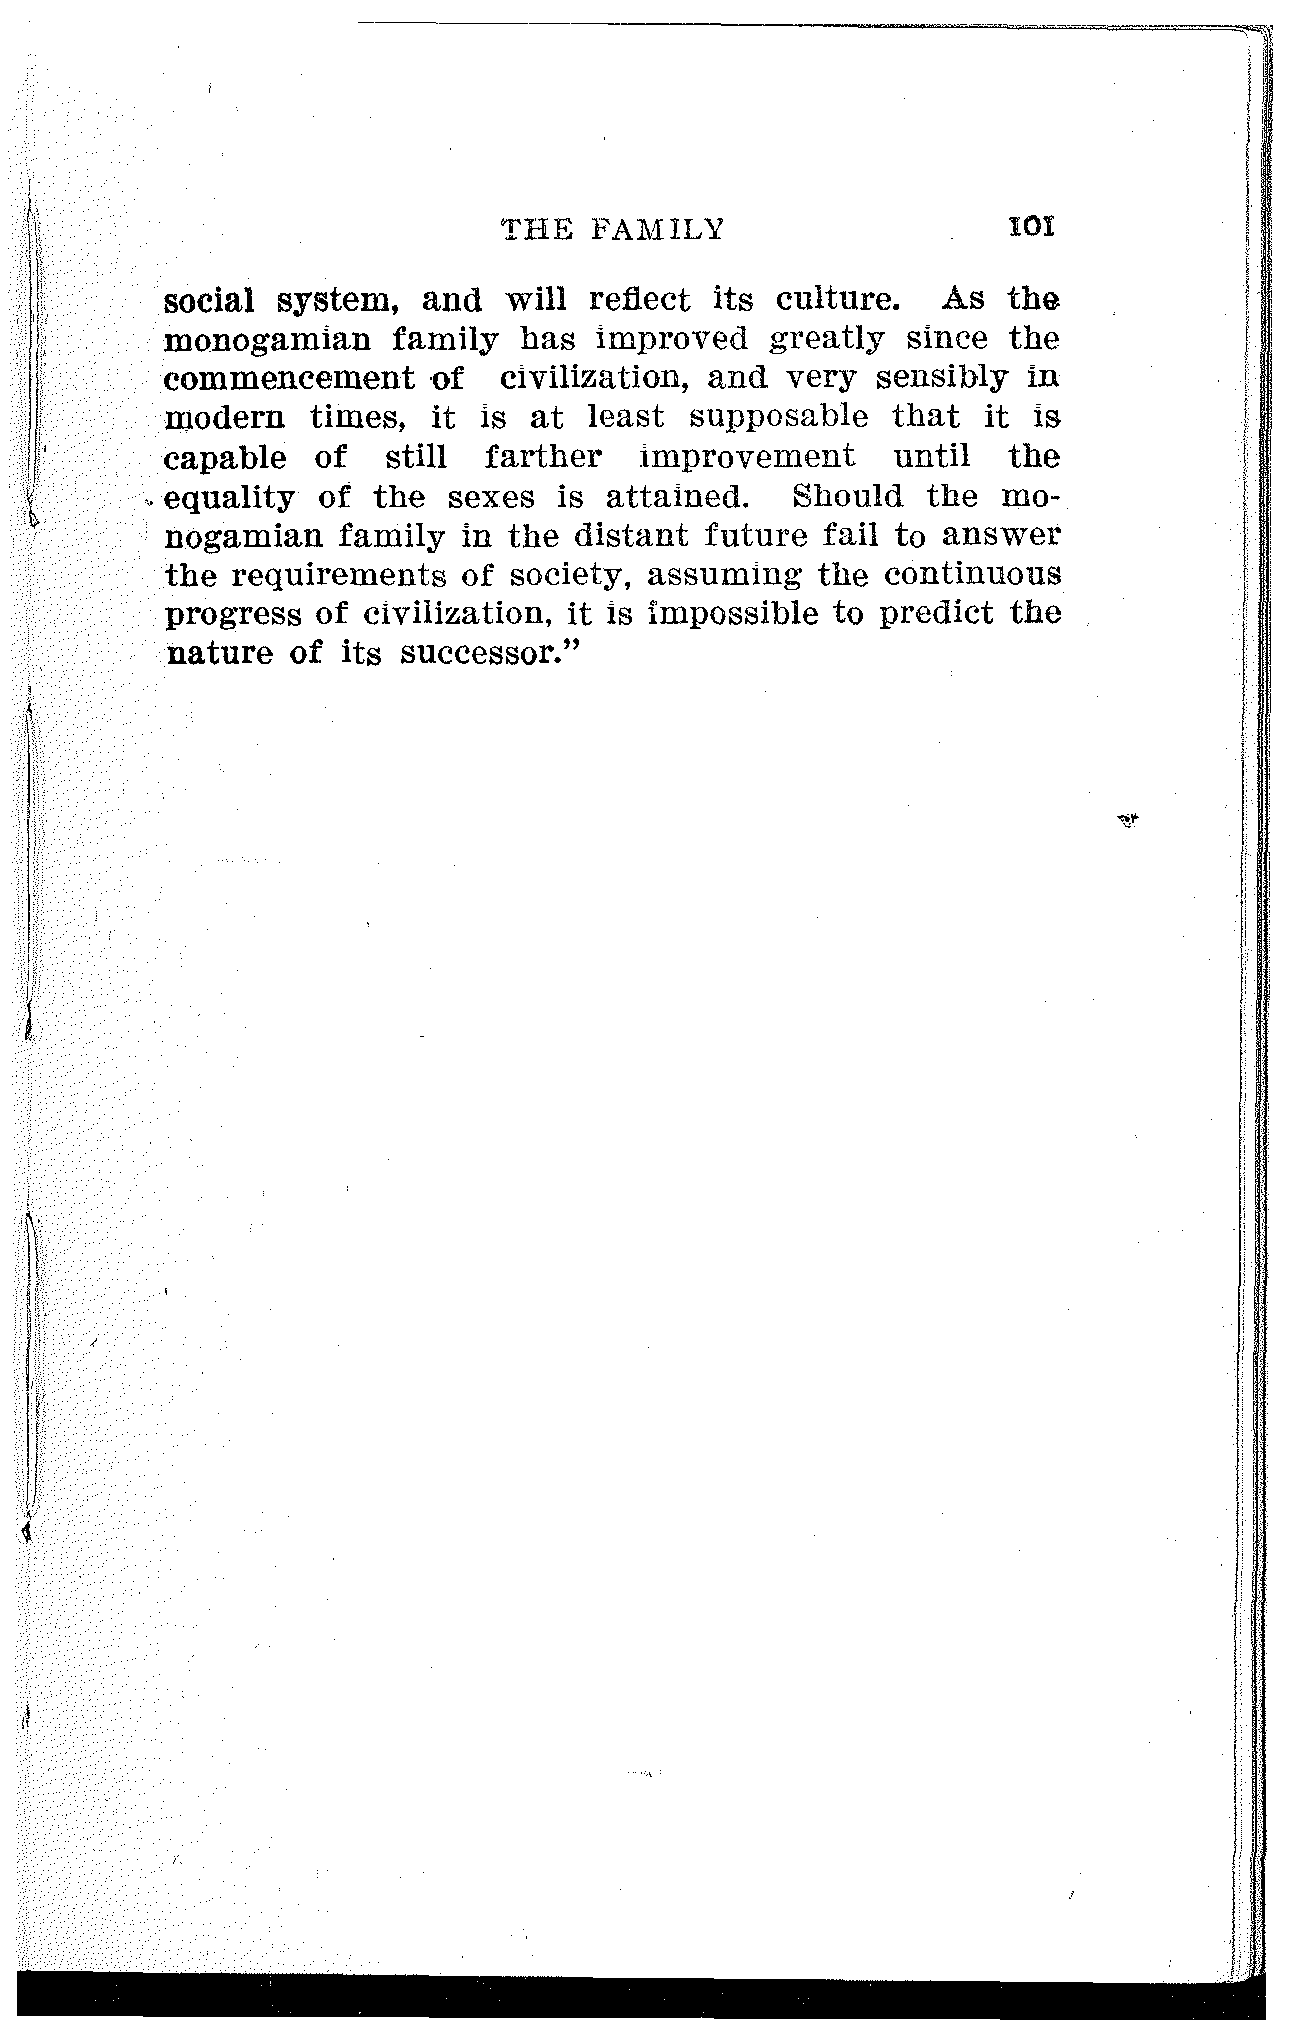 THE FAMILY 101
social system, and will reflect its culture. As the
monogamian family has improved greatly since the
commencement of civilization, and very sensibly in
modern times, it is at least supposable that it is
capable of still farther improvement until the
equality of the sexes is attained. Should the mo-
nogamian family in the distant future fail to answer
the requirements of society, assuming the continuous
progress of civilization, it is impossible to predict the
nature of its successor.”